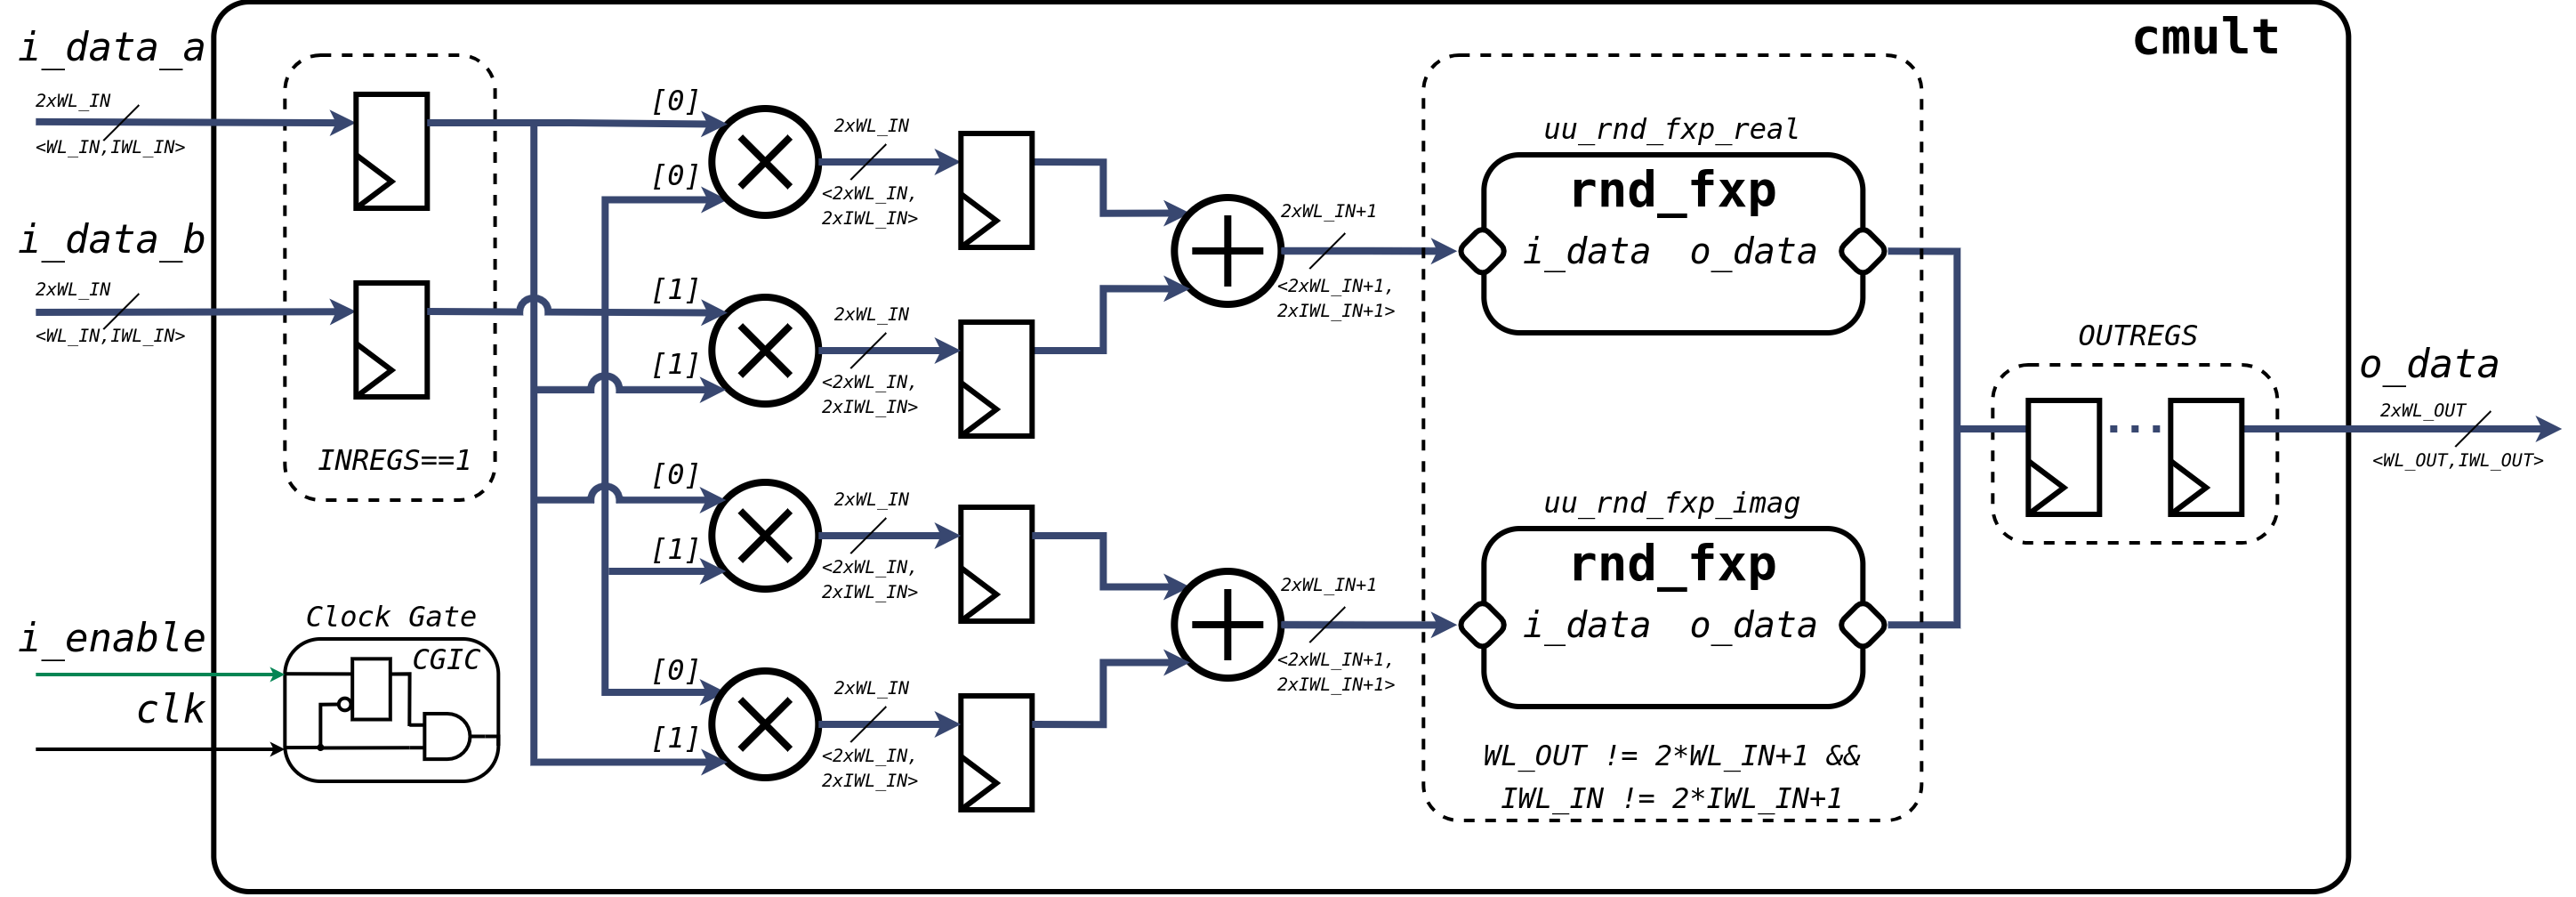 cmult
i_data_a
2xWL_IN
<WL_IN,IWL_IN>
i_data_b
2xWL_IN
<WL_IN,IWL_IN>
INREGS==1
i_enable
clk
Clock Gate
CGIC
[0]
[0]
[1]
[1]
[0]
[1]
[0]
[1]
2xWL_IN
<2xWL_IN,
2xIWL_IN>
2xWL_IN
<2xWL_IN,
2xIWL_IN>
2xWL_IN
<2xWL_IN,
2xIWL_IN>
2xWL_IN
<2xWL_IN,
2xIWL_IN>
2xWL_IN+1
<2xWL_IN+1,
2xIWL_IN+1>
2xWL_IN+1
<2xWL_IN+1,
2xIWL_IN+1>
uu_rnd_fxp_real
rnd_fxp
i_data o_data
uu_rnd_fxp_imag
rnd_fxp
i_data o_data
WL_OUT != 2*WL_IN+1 &&
IWL_IN != 2*IWL_IN+1
OUTREGS
o_data
2xWL_OUT
<WL_OUT,IWL_OUT>